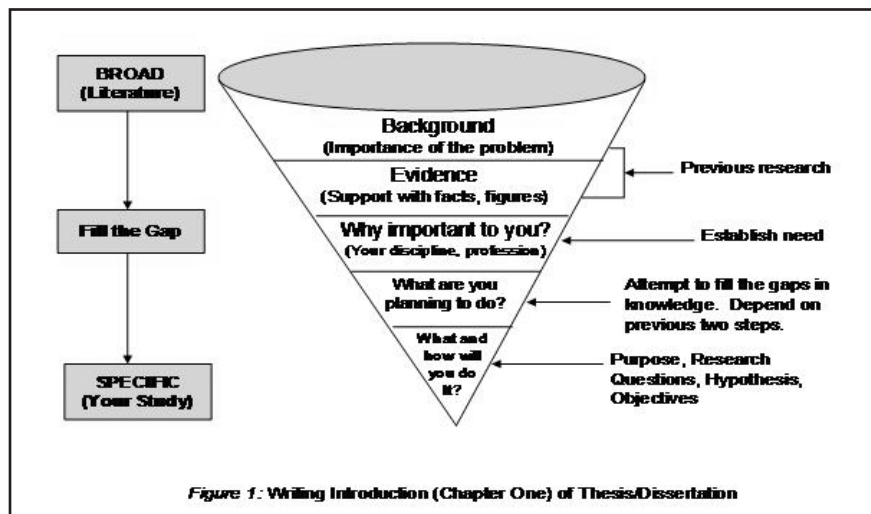 BROAD
(Literature)
Fill the Gap
SPECIFIC
(Your Study)
Background
(Importance of the problem)
Evidence
(Support with facts, figures)
Why important to you?
(Your discipline, profession)
What are you
planning to do?
What and
how will
you do
it?
Previous research
Establish need
Attempt to fill the gaps in
knowledge. Depend on
previous two steps.
Purpose, Research
Questions, Hypothesis,
Objectives
Figure 1: Writing Introduction (Chapter One) of Thesis/Dissertation